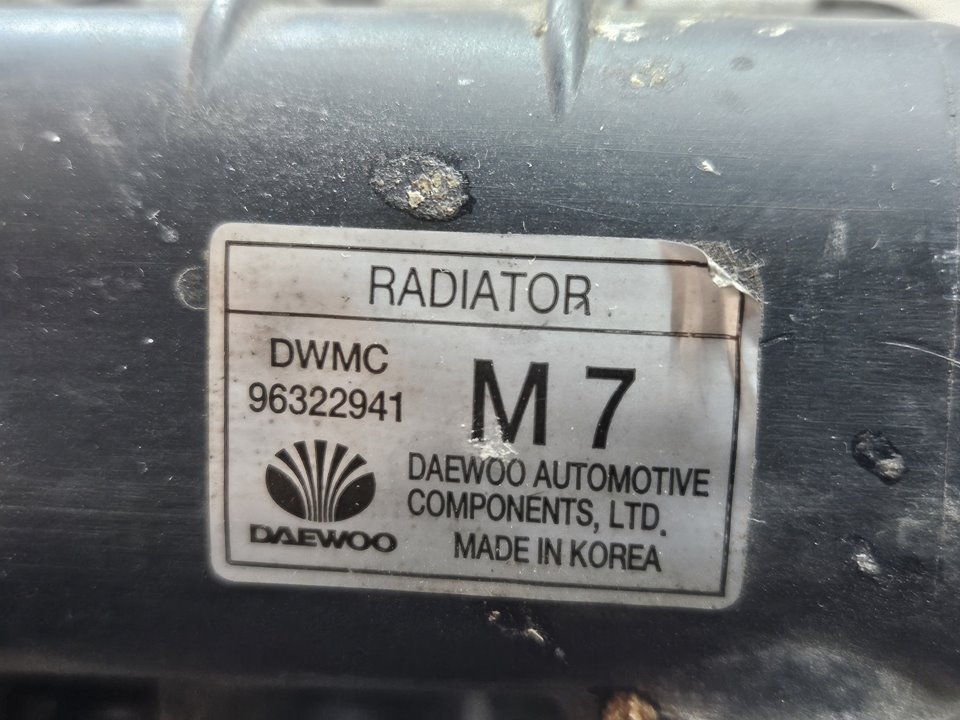 RADIATOR
DWMC
96322941
M 7
DAEWOO
DAEWOO AUTOMOTIVE
COMPONENTS, LTD.
MADE IN KOREA